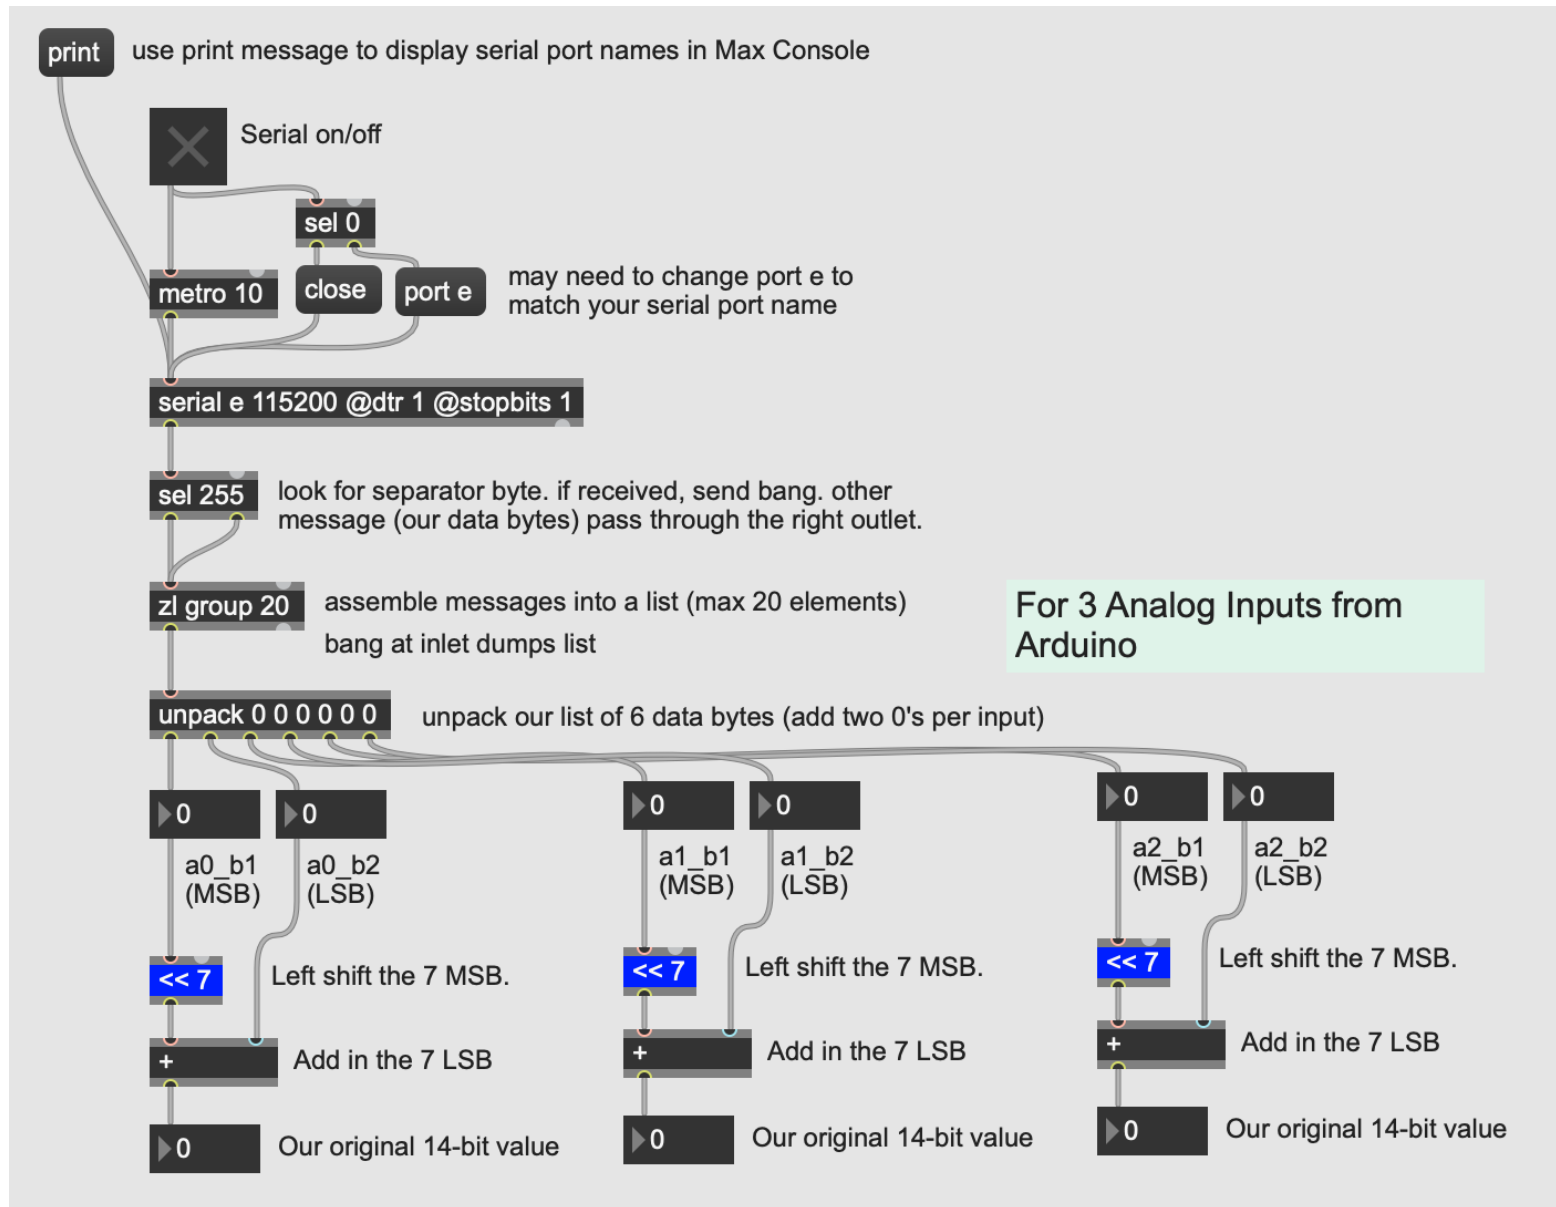 print
use print message to display serial port names in Max Console
Serial on/off
sel 0
metro 10
close
port e
may need to change port e to
match your serial port name
serial e 115200 @dtr 1 @stopbits 1
sel 255
look for separator byte. if received, send bang. other
message (our data bytes) pass through the right outlet.
zl group 20
assemble messages into a list (max 20 elements)
bang at inlet dumps list
For 3 Analog Inputs from
Arduino
unpack 0 0 0 0 0 0
unpack our list of 6 data bytes (add two 0's per input)
0
0
a0_b1
(MSB)
a0_b2
(LSB)
<< 7
Left shift the 7 MSB.
+
Add in the 7 LSB
0
Our original 14-bit value
0
0
a1_b1
(MSB)
a1_b2
(LSB)
<< 7
Left shift the 7 MSB.
+
Add in the 7 LSB
0
Our original 14-bit value
0
0
a2_b1
(MSB)
a2_b2
(LSB)
<< 7
Left shift the 7 MSB.
+
Add in the 7 LSB
0
Our original 14-bit value